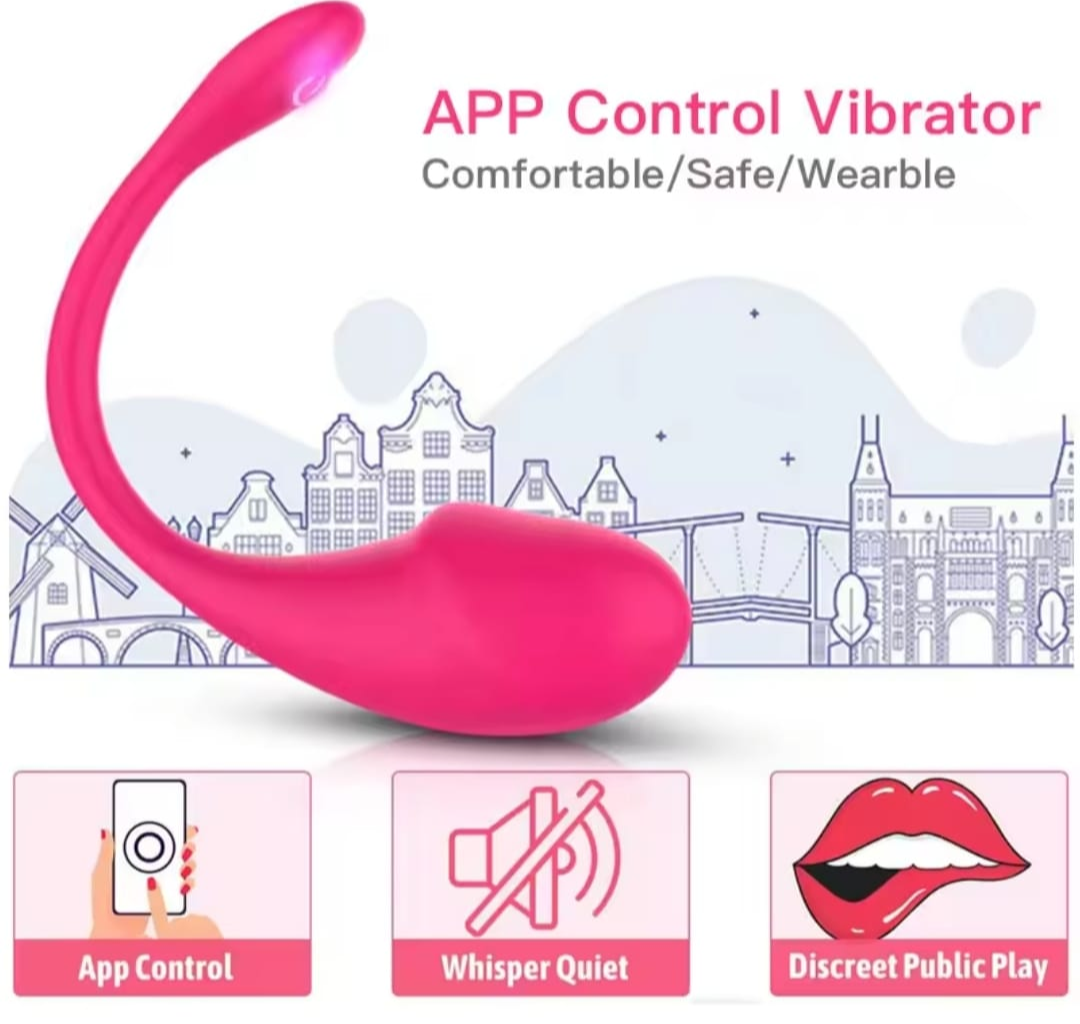 APP Control Vibrator
Comfortable/Safe/Wearble
App Control
Whisper Quiet
Discreet Public Play